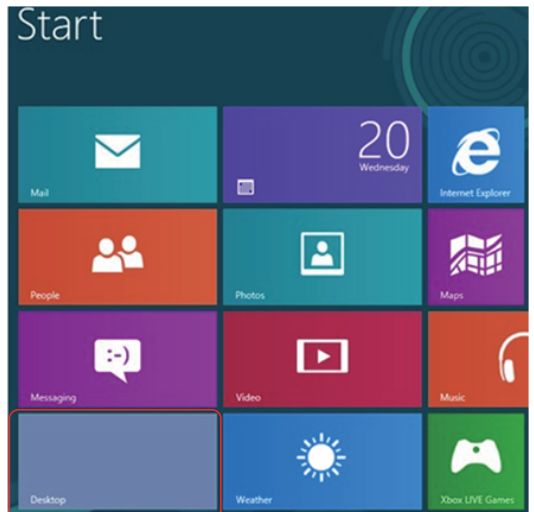 Start
20
Wednesday
Mail
Internet Explorer
People
Photos
Maps
:-)
Messaging
Video
Music
Desktop
Weather
Xbox LIVE Games